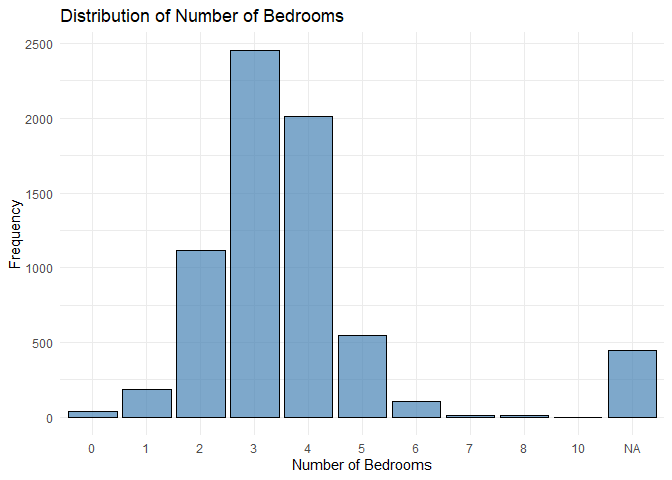 Distribution of Number of Bedrooms
Frequency
2500
2000
1500
1000
500
0
0 1 2 3 4 5 6 7 8 10 NA
Number of Bedrooms